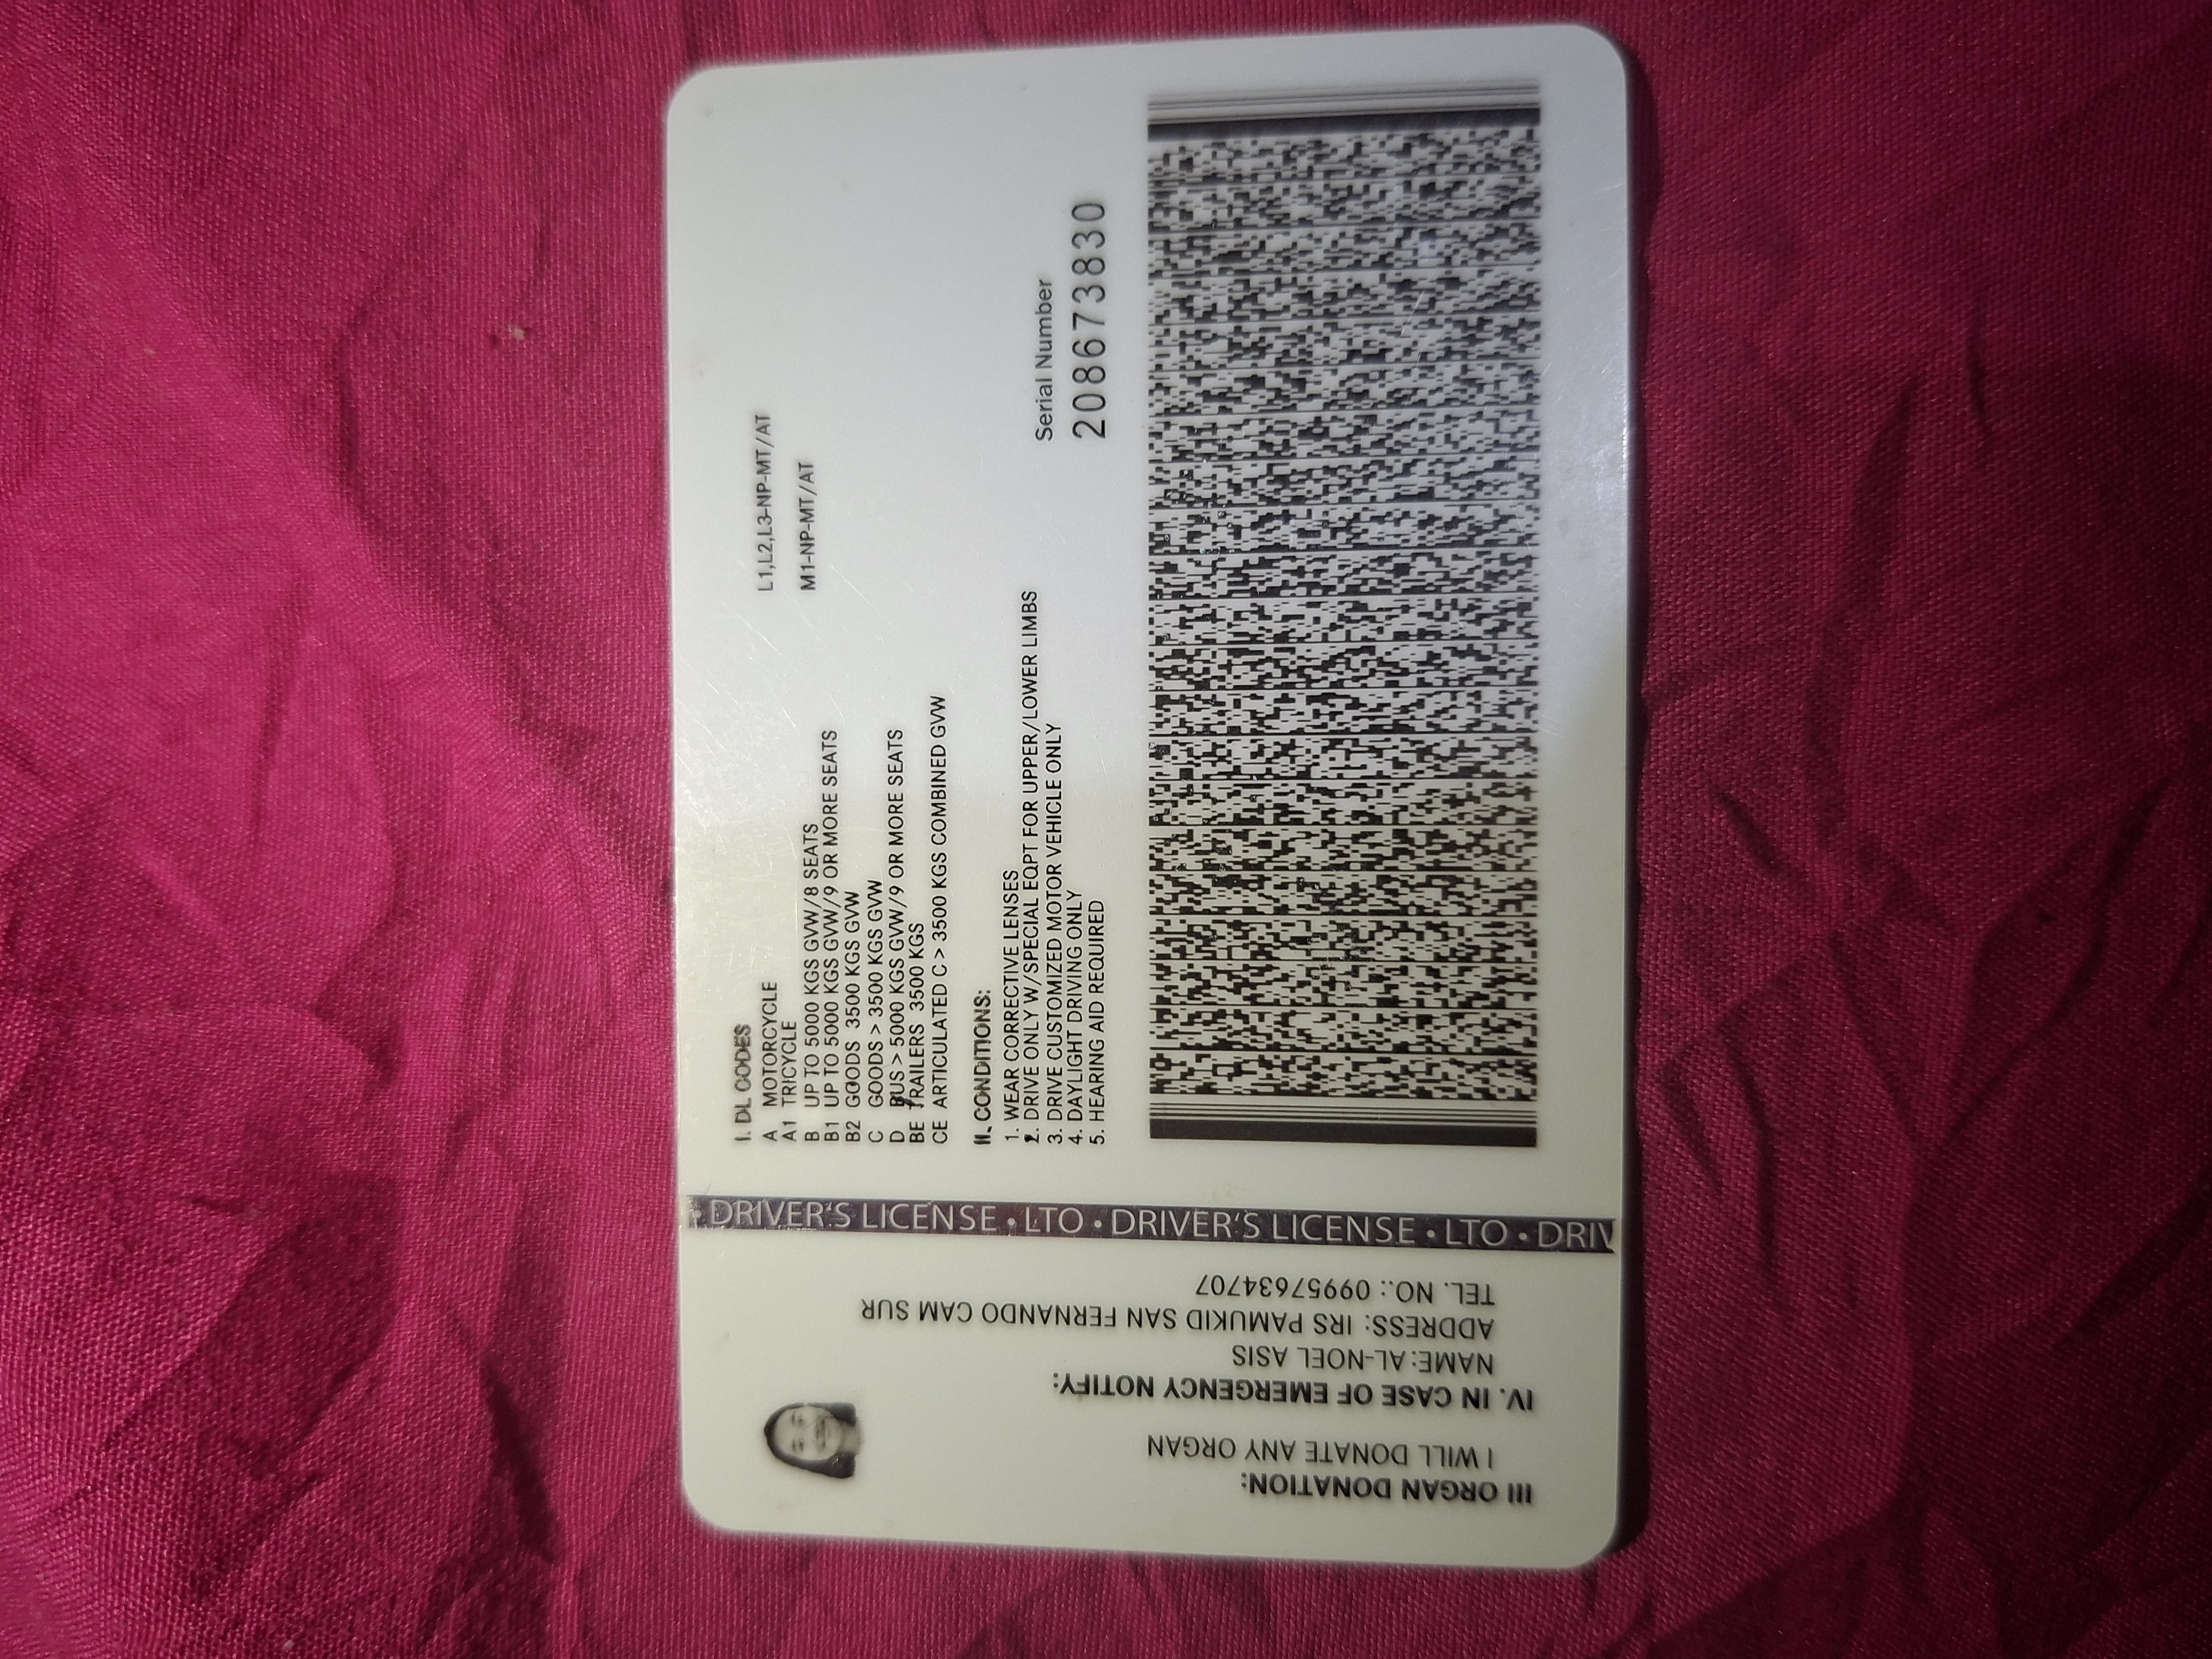 I. DL CODES
A MOTORCYCLE L1,L2,L3-NP-MT/AT
A1 TRICYCLE
B UP TO 5000 KGS GVW/8 SEATS M1-NP-MT/AT
B1 UP TO 5000 KGS GVW/9 OR MORE SEATS
B2 GOODS 3500 KGS GVW
C GOODS > 3500 KGS GVW
D BUS > 5000 KGS GVW/9 OR MORE SEATS
BE TRAILERS 3500 KGS
CE ARTICULATED C > 3500 KGS COMBINED GVW
II. CONDITIONS:
1. WEAR CORRECTIVE LENSES
2. DRIVE ONLY W/SPECIAL EQPT FOR UPPER/LOWER LIMBS
3. DRIVE CUSTOMIZED MOTOR VEHICLE ONLY
4. DAYLIGHT DRIVING ONLY
5. HEARING AID REQUIRED
Serial Number
208673830
III ORGAN DONATION:
I WILL DONATE ANY ORGAN
IV. IN CASE OF EMERGENCY NOTIFY:
NAME: AL-NOEL ASIS
ADDRESS: IRS PAMUKID SAN FERNANDO CAM SUR
TEL. NO.: 09957634707
• DRIVER'S LICENSE • LTO • DRIVER'S LICENSE • LTO • DRIV